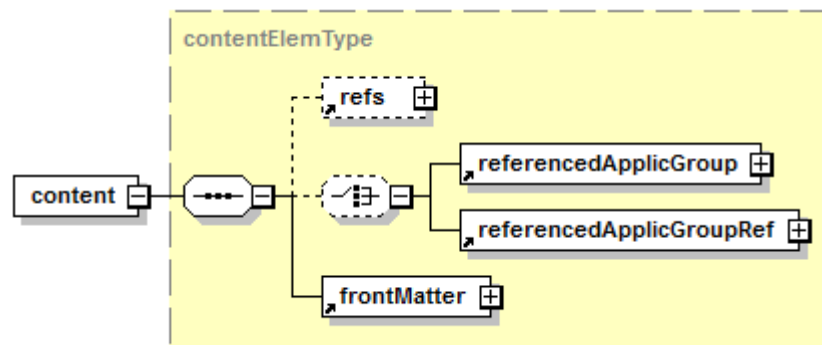 contentElemType
refs
referencedApplicGroup
content
referencedApplicGroupRef
frontMatter